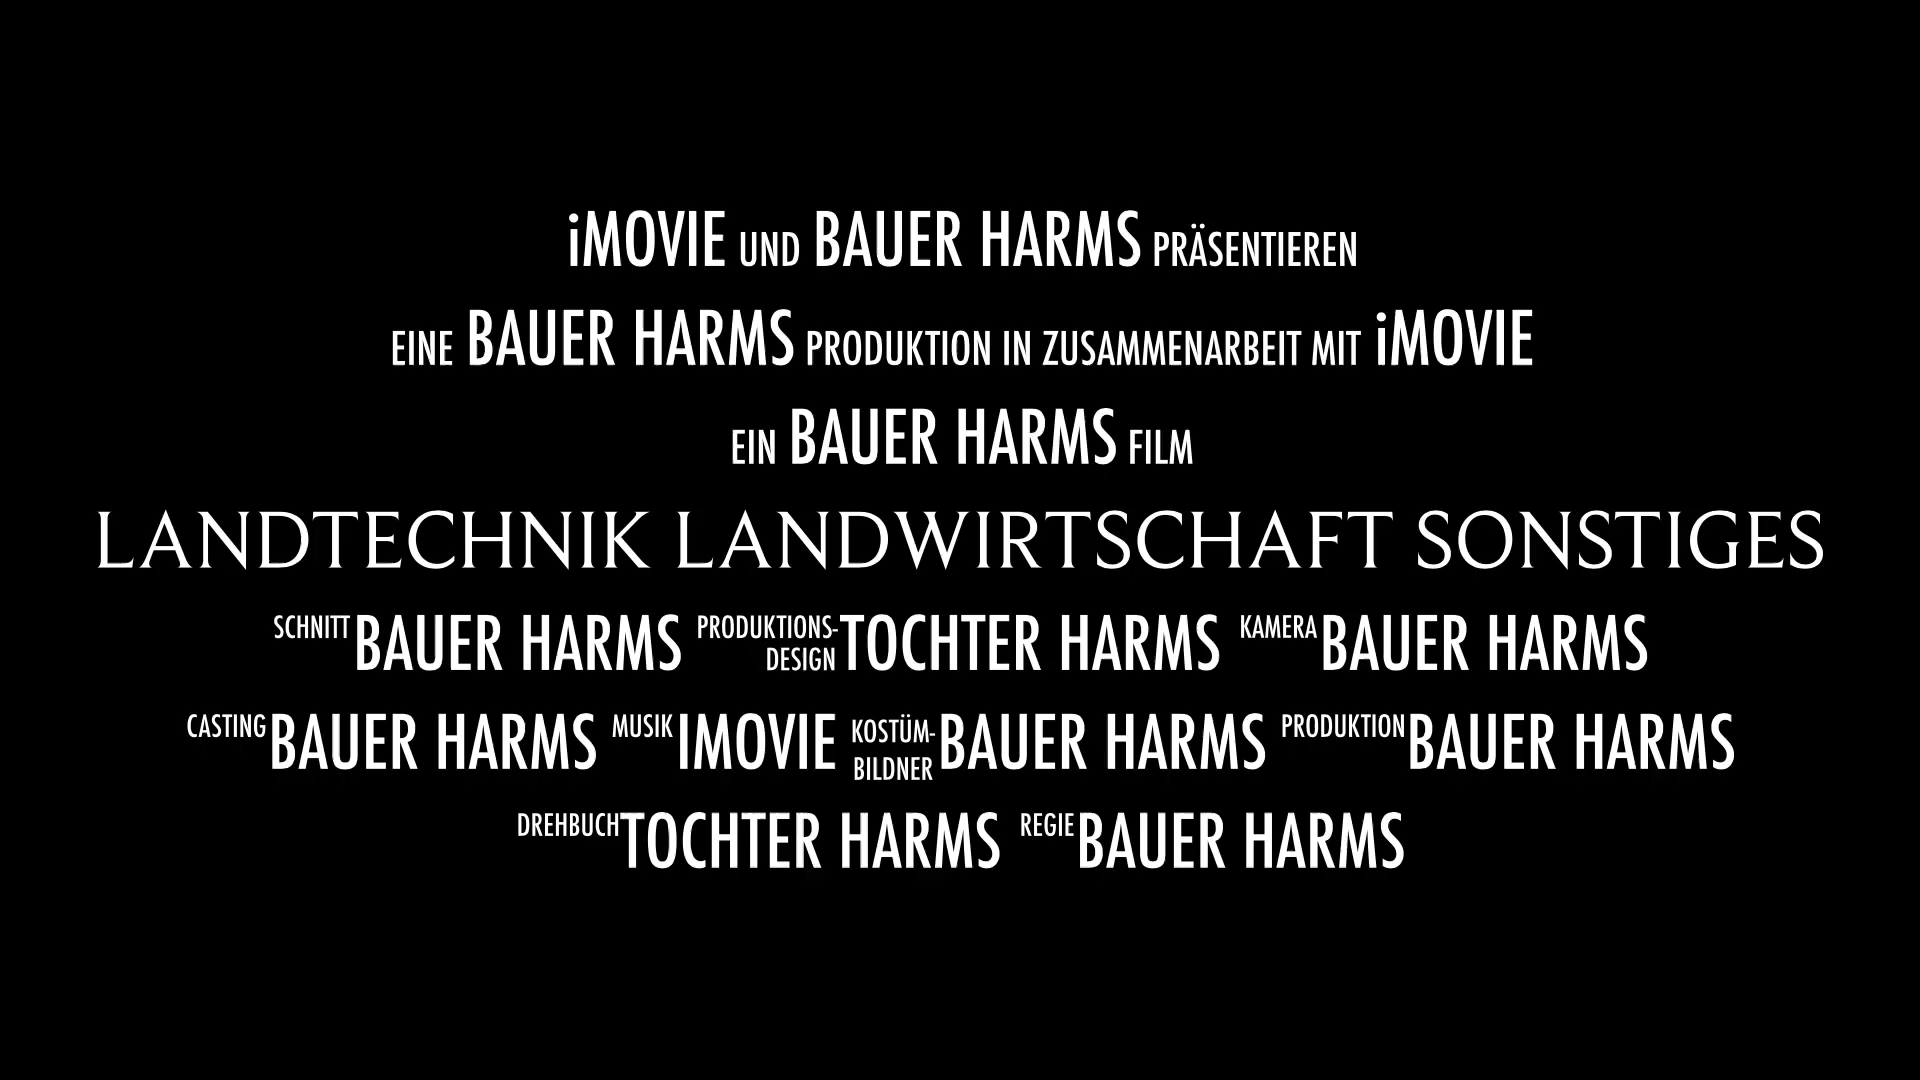 iMOVIE UND BAUER HARMS PRÄSENTIEREN
EINE BAUER HARMS PRODUKTION IN ZUSAMMENARBEIT MIT iMOVIE
EIN BAUER HARMS FILM
LANDTECHNIK LANDWIRTSCHAFT SONSTIGES
SCHNITT BAUER HARMS PRODUKTIONS-DESIGN TOCHTER HARMS KAMERA BAUER HARMS
CASTING BAUER HARMS MUSIK IMOVIE KOSTÜM-BILDNER BAUER HARMS PRODUKTION BAUER HARMS
DREHBUCH TOCHTER HARMS REGIE BAUER HARMS